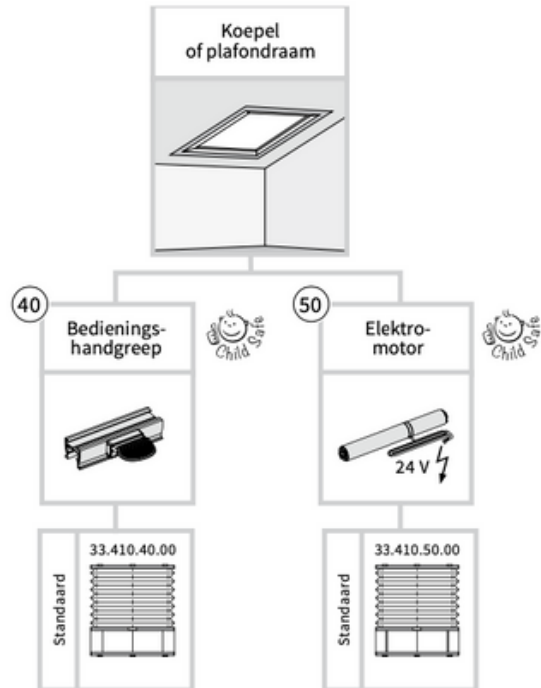 Koepel
of plafondraam
40
Bedienings-
handgreep
Child Safe
50
Elektro-
motor
Child Safe
24 V
Standaard
33.410.40.00
Standaard
33.410.50.00